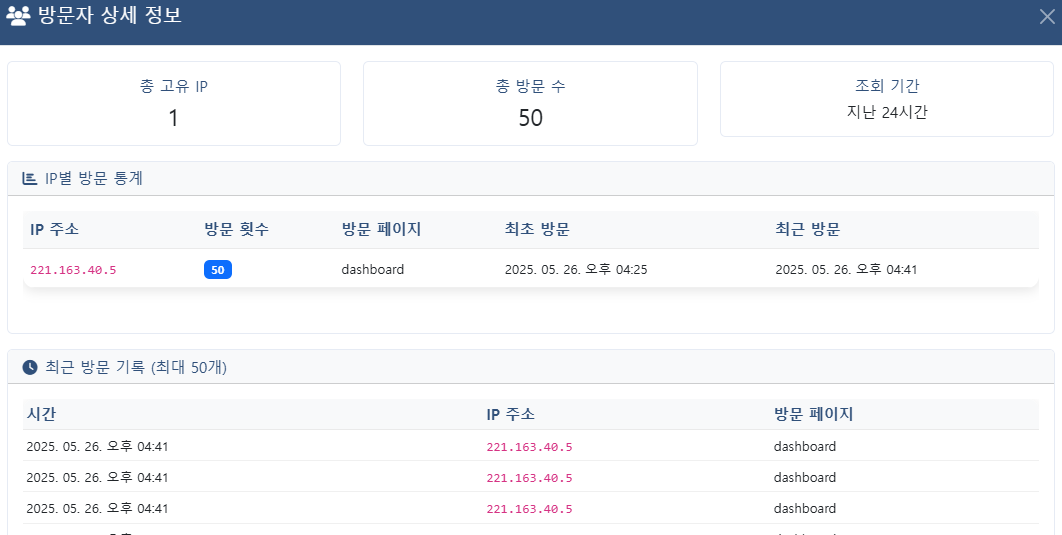 방문자 상세 정보
총 고유 IP
1
총 방문 수
50
조회 기간
지난 24시간
IP별 방문 통계
IP 주소 방문 횟수 방문 페이지 최초 방문 최근 방문
221.163.40.5 50 dashboard 2025. 05. 26. 오후 04:25 2025. 05. 26. 오후 04:41
최근 방문 기록 (최대 50개)
시간 IP 주소 방문 페이지
2025. 05. 26. 오후 04:41 221.163.40.5 dashboard
2025. 05. 26. 오후 04:41 221.163.40.5 dashboard
2025. 05. 26. 오후 04:41 221.163.40.5 dashboard